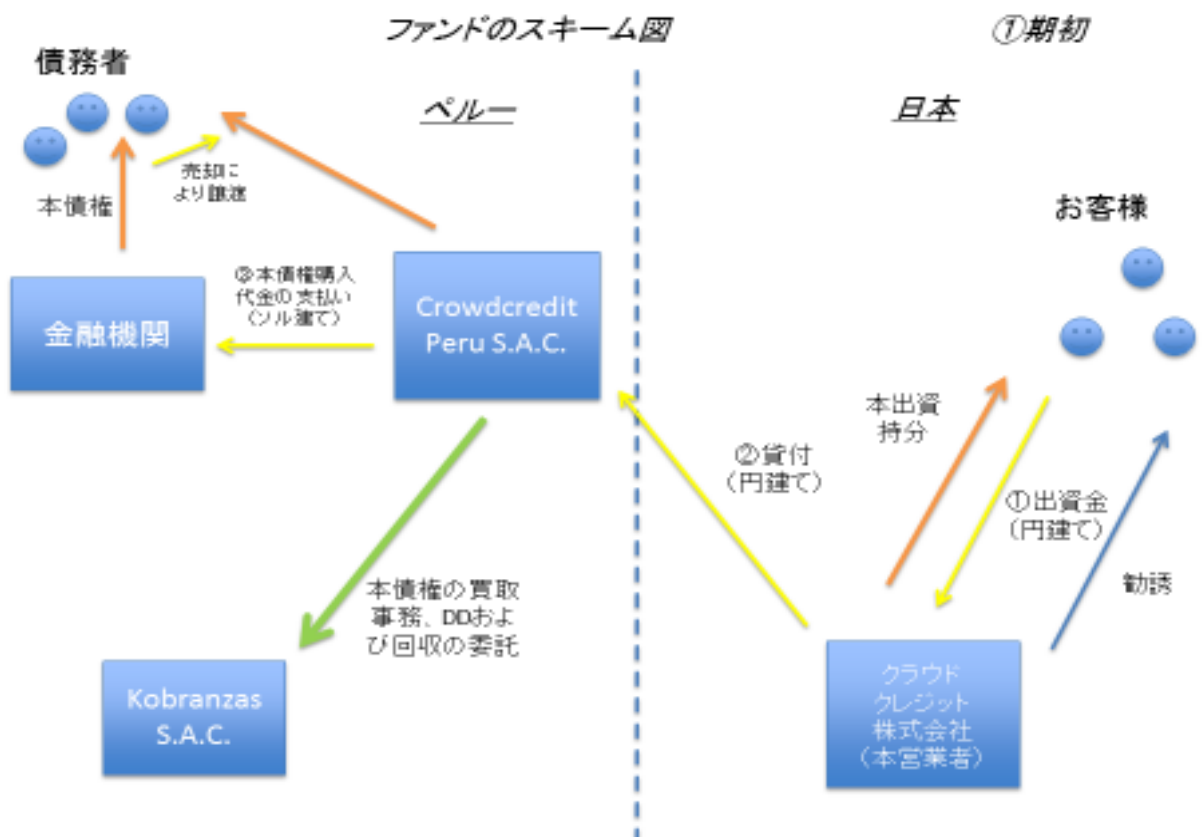 ファンドのスキーム図
①期初
債務者
ペルー
日本
売却に
より譲渡
本債権
お客様
③本債権購入
代金の支払い
(ソル建て)
金融機関
Crowdcredit
Peru S.A.C.
本出資
持分
②貸付
(円建て)
①出資金
(円建て)
勧誘
本債権の買取
事務、DDおよ
び回収の委託
Kobranzas
S.A.C.
クラウド
クレジット
株式会社
(本営業者)